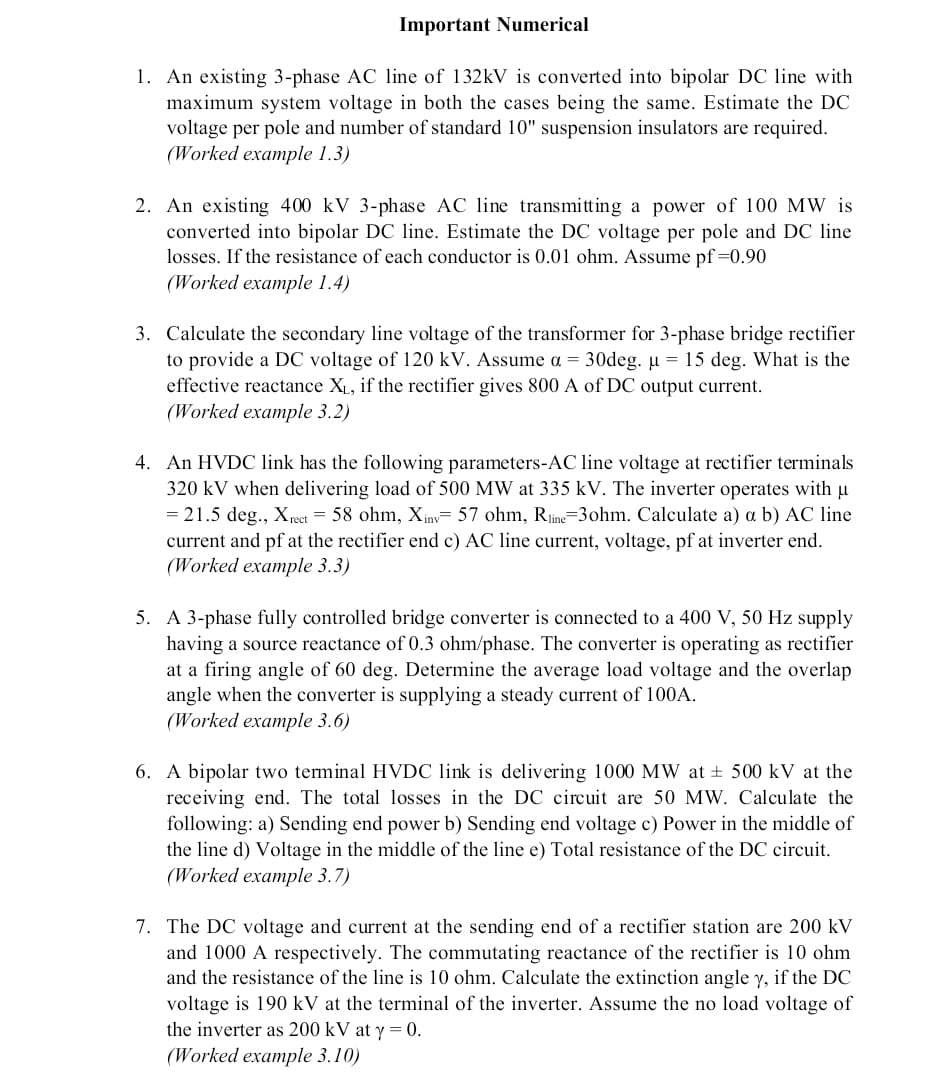 Important Numerical
1. An existing 3-phase AC line of 132kV is converted into bipolar DC line with
maximum system voltage in both the cases being the same. Estimate the DC
voltage per pole and number of standard 10" suspension insulators are required.
(Worked example 1.3)
2. An existing 400 kV 3-phase AC line transmitting a power of 100 MW is
converted into bipolar DC line. Estimate the DC voltage per pole and DC line
losses. If the resistance of each conductor is 0.01 ohm. Assume pf=0.90
(Worked example 1.4)
3. Calculate the secondary line voltage of the transformer for 3-phase bridge rectifier
to provide a DC voltage of 120 kV. Assume α = 30deg. μ = 15 deg. What is the
effective reactance XL, if the rectifier gives 800 A of DC output current.
(Worked example 3.2)
4. An HVDC link has the following parameters-AC line voltage at rectifier terminals
320 kV when delivering load of 500 MW at 335 kV. The inverter operates with μ
= 21.5 deg., Xrect = 58 ohm, Xinv= 57 ohm, Rline=3ohm. Calculate a) α b) AC line
current and pf at the rectifier end c) AC line current, voltage, pf at inverter end.
(Worked example 3.3)
5. A 3-phase fully controlled bridge converter is connected to a 400 V, 50 Hz supply
having a source reactance of 0.3 ohm/phase. The converter is operating as rectifier
at a firing angle of 60 deg. Determine the average load voltage and the overlap
angle when the converter is supplying a steady current of 100A.
(Worked example 3.6)
6. A bipolar two terminal HVDC link is delivering 1000 MW at ± 500 kV at the
receiving end. The total losses in the DC circuit are 50 MW. Calculate the
following: a) Sending end power b) Sending end voltage c) Power in the middle of
the line d) Voltage in the middle of the line e) Total resistance of the DC circuit.
(Worked example 3.7)
7. The DC voltage and current at the sending end of a rectifier station are 200 kV
and 1000 A respectively. The commutating reactance of the rectifier is 10 ohm
and the resistance of the line is 10 ohm. Calculate the extinction angle γ, if the DC
voltage is 190 kV at the terminal of the inverter. Assume the no load voltage of
the inverter as 200 kV at γ = 0.
(Worked example 3.10)